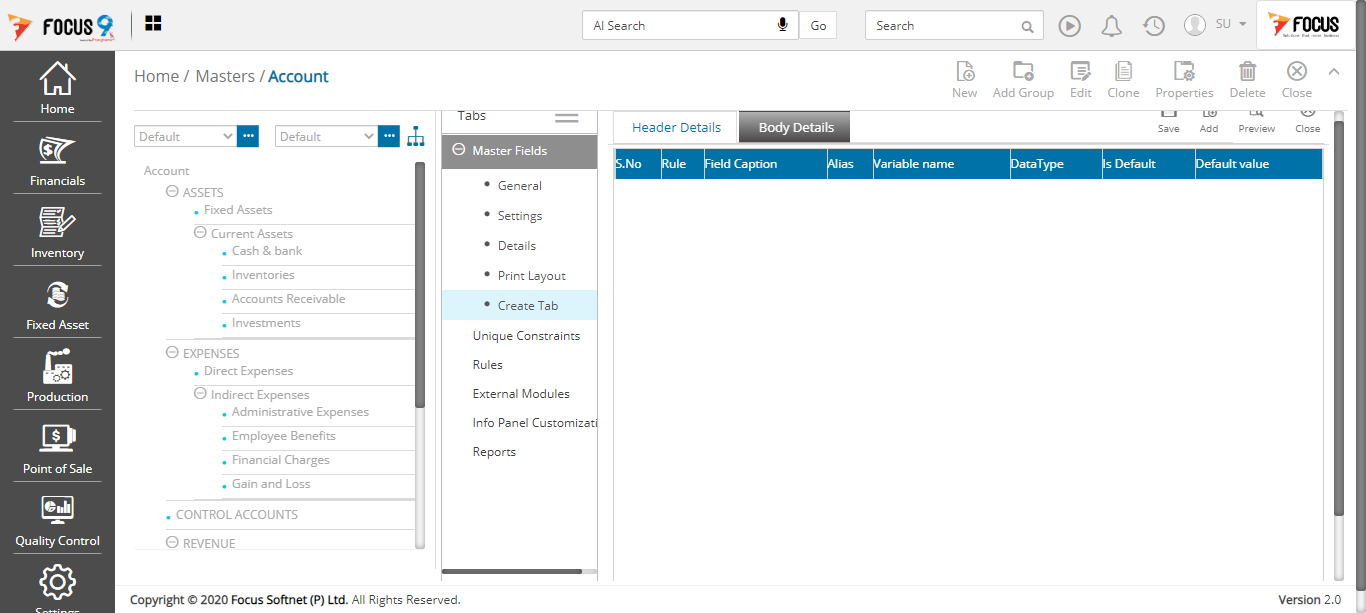 FOCUS 9
AI Search
Go
Search
SU
FOCUS
Home
Financials
Inventory
Fixed Asset
Production
Point of Sale
Quality Control
Settings
Home / Masters / Account
New
Add Group
Edit
Clone
Properties
Delete
Close
Default
Default
Account
ASSETS
Fixed Assets
Current Assets
Cash & bank
Inventories
Accounts Receivable
Investments
EXPENSES
Direct Expenses
Indirect Expenses
Administrative Expenses
Employee Benefits
Financial Charges
Gain and Loss
CONTROL ACCOUNTS
REVENUE
Tabs
Master Fields
General
Settings
Details
Print Layout
Create Tab
Unique Constraints
Rules
External Modules
Info Panel Customizati
Reports
Header Details
Body Details
Save
Add
Preview
Close
S.No Rule Field Caption Alias Variable name DataType Is Default Default value
Copyright © 2020 Focus Softnet (P) Ltd. All Rights Reserved.
Version 2.0